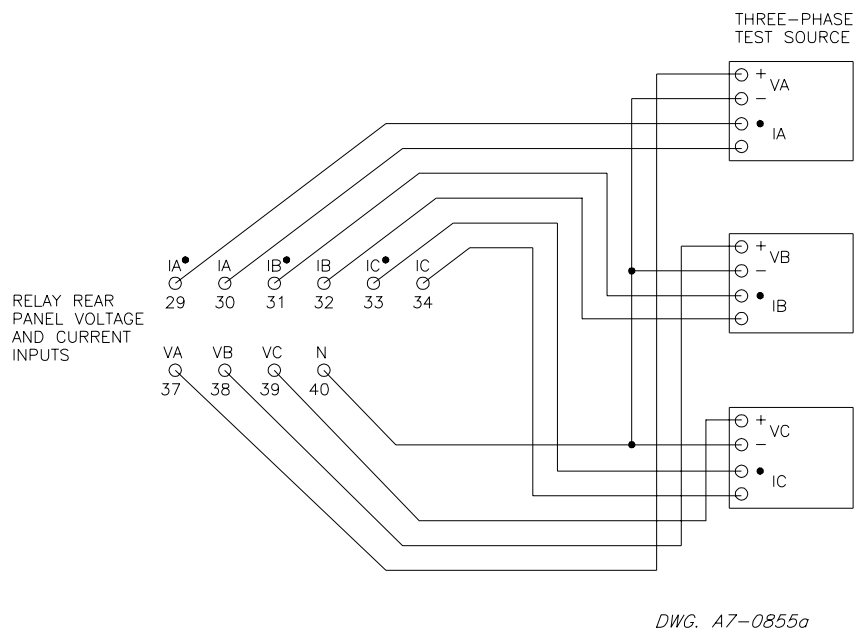 THREE-PHASE
TEST SOURCE
+ VA
-
• IA
IA• IA IB• IB IC• IC
29 30 31 32 33 34
+ VB
-
• IB
RELAY REAR
PANEL VOLTAGE
AND CURRENT
INPUTS
VA VB VC N
37 38 39 40
+ VC
-
• IC
DWG. A7-0855a